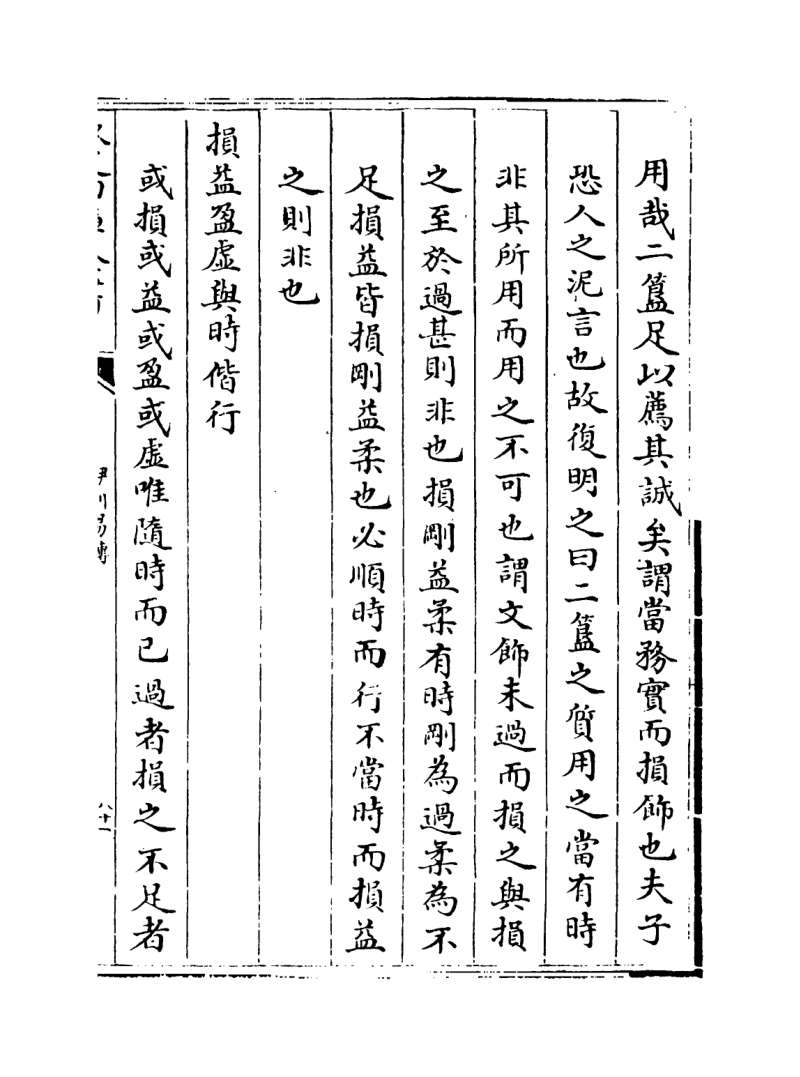 用哉二簋足以薦其誠矣謂當務實而損飾也夫子
恐人之泥言也故復明之曰二簋之質用之當有時
非其所用而用之不可也謂文飾未過而損之與損
之至於過甚則非也損剛益柔有時剛為過柔為不
足損益皆損剛益柔也必順時而行不當時而損益
之則非也
損益盈虛與時偕行
或損或益或盈或虛唯隨時而已過者損之不足者
伊川易傳
八十一